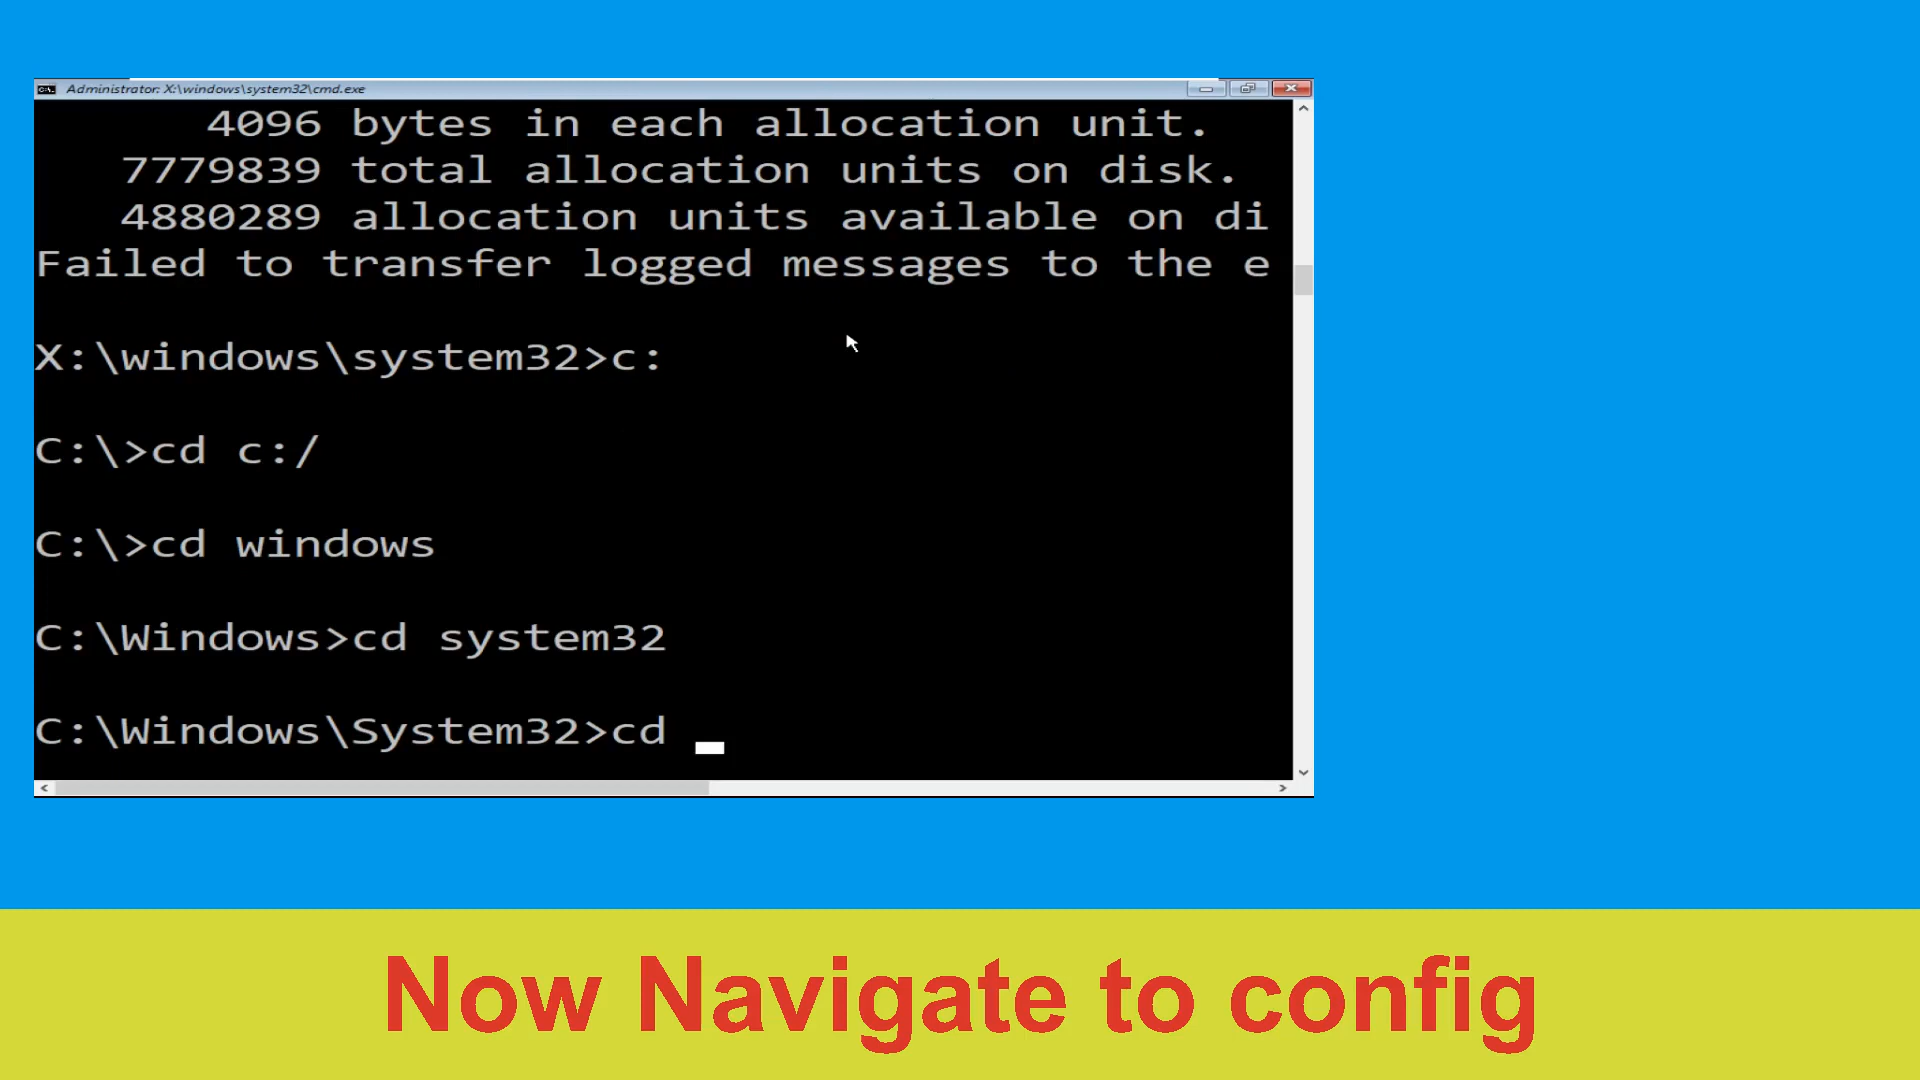 Administrator: X:\windows\system32\cmd.exe
4096 bytes in each allocation unit.
7779839 total allocation units on disk.
4880289 allocation units available on di
Failed to transfer logged messages to the e
X:\windows\system32>c:
C:\>cd c:/
C:\>cd windows
C:\Windows>cd system32
C:\Windows\System32>cd
Now Navigate to config